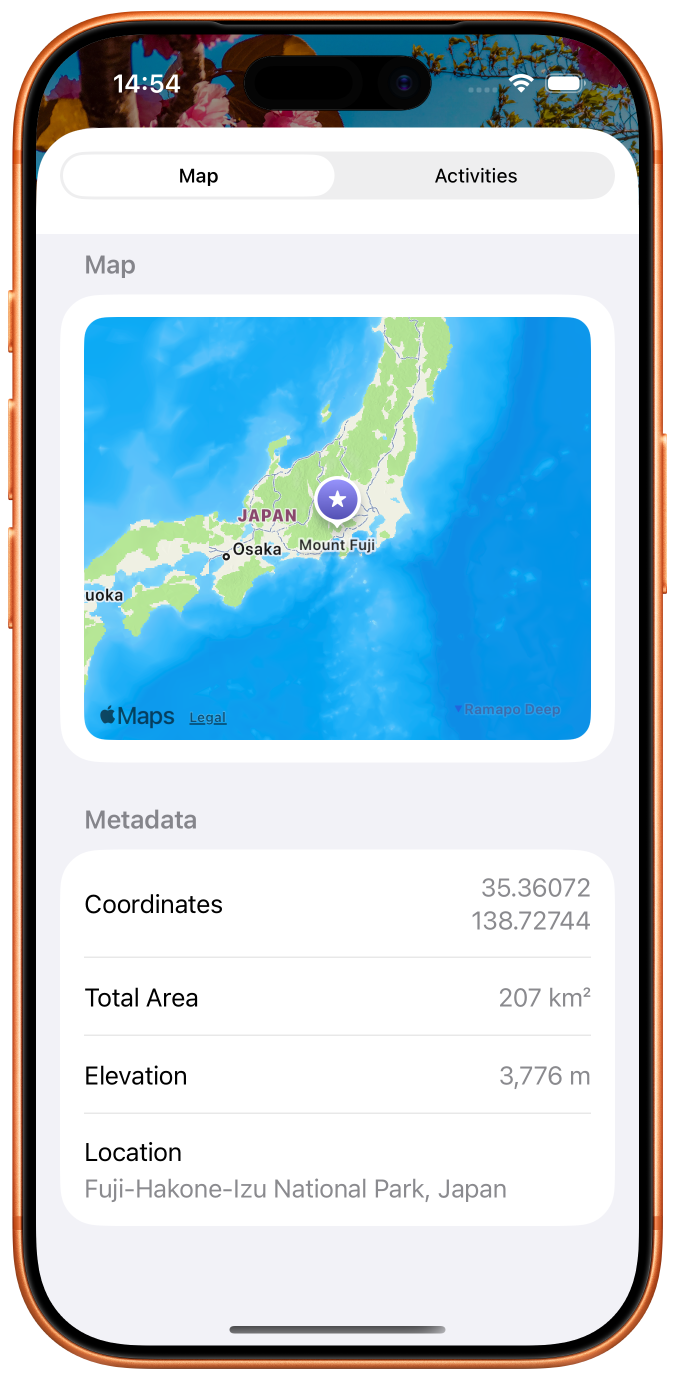 14:54
Map
Activities
Map
JAPAN
Osaka
Mount Fuji
uoka
Maps
Legal
Ramapo Deep
Metadata
Coordinates
35.36072
138.72744
Total Area
207 km²
Elevation
3,776 m
Location
Fuji-Hakone-Izu National Park, Japan